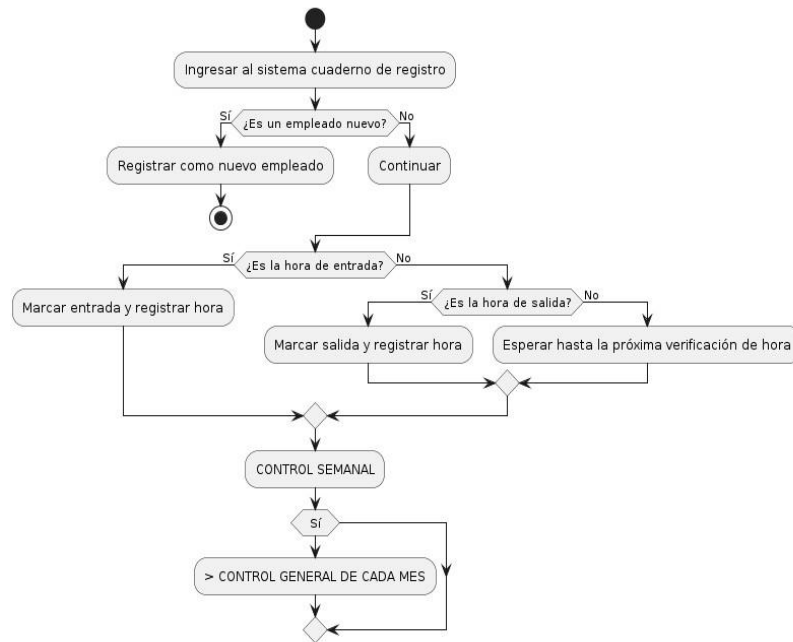 Ingresar al sistema cuaderno de registro
Sí
¿Es un empleado nuevo?
No
Registrar como nuevo empleado
Continuar
Sí
¿Es la hora de entrada?
No
Marcar entrada y registrar hora
Sí
¿Es la hora de salida?
No
Marcar salida y registrar hora
Esperar hasta la próxima verificación de hora
CONTROL SEMANAL
Sí
> CONTROL GENERAL DE CADA MES